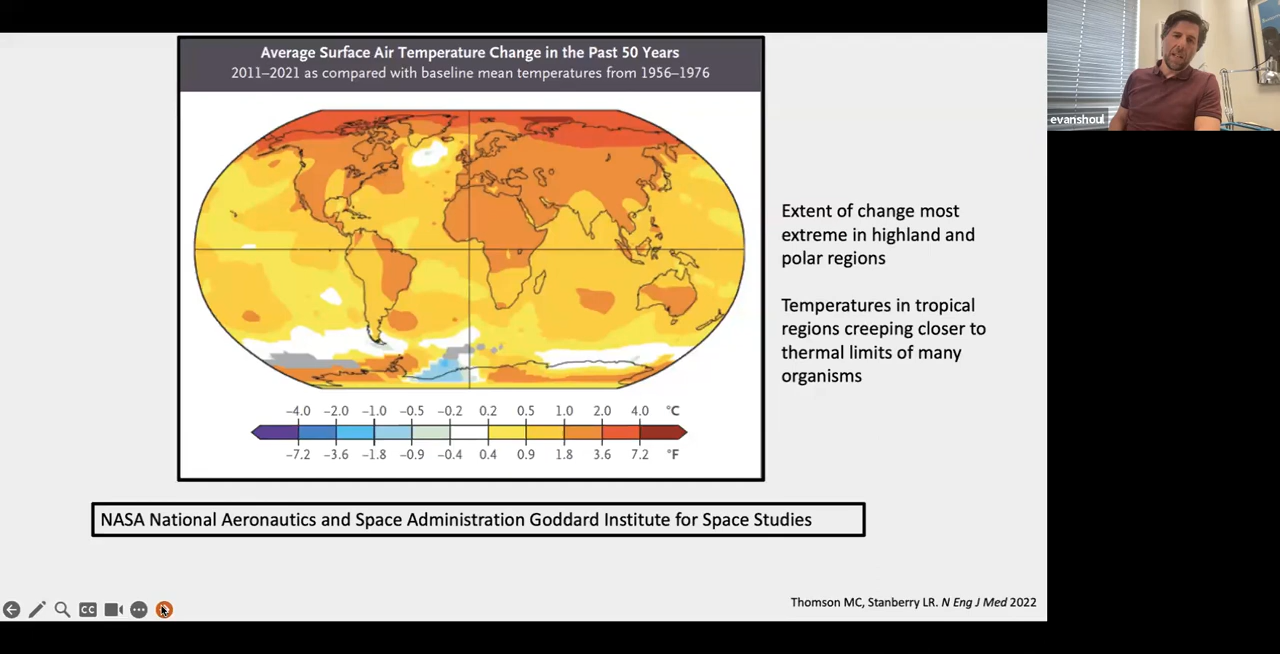 Average Surface Air Temperature Change in the Past 50 Years
2011–2021 as compared with baseline mean temperatures from 1956–1976
evanshoul
Extent of change most
extreme in highland and
polar regions
Temperatures in tropical
regions creeping closer to
thermal limits of many
organisms
−4.0 −2.0 −1.0 −0.5 −0.2 0.2 0.5 1.0 2.0 4.0 °C
−7.2 −3.6 −1.8 −0.9 −0.4 0.4 0.9 1.8 3.6 7.2 °F
NASA National Aeronautics and Space Administration Goddard Institute for Space Studies
CC
Thomson MC, Stanberry LR. N Eng J Med 2022